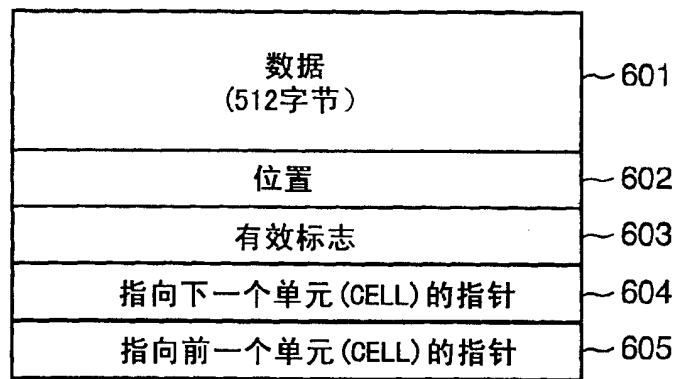 数据
(512字节)
601
位置
602
有效标志
603
指向下一个单元(CELL)的指针
604
指向前一个单元(CELL)的指针
605